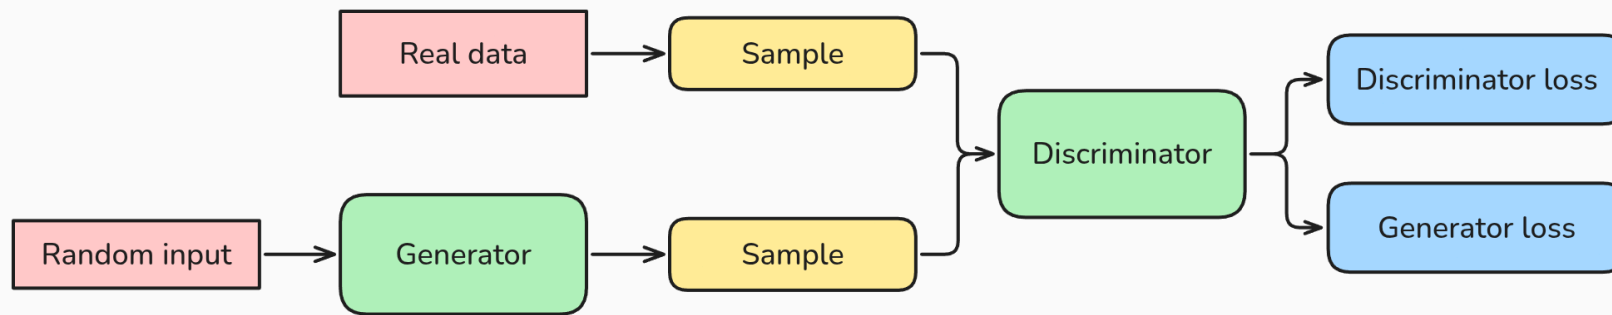 Real data
Sample
Discriminator loss
Discriminator
Generator loss
Random input
Generator
Sample